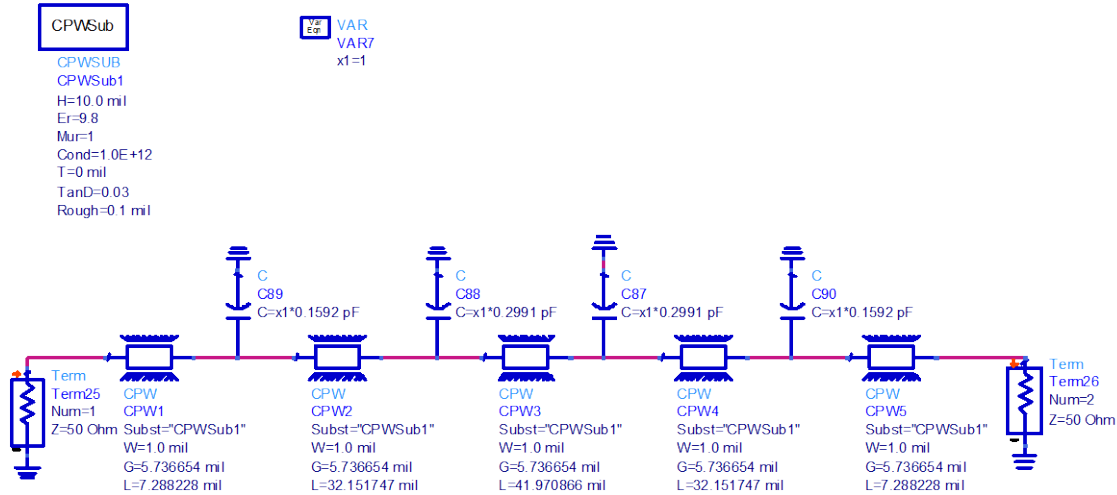 CPWSub
CPWSUB
CPWSub1
H=10.0 mil
Er=9.8
Mur=1
Cond=1.0E+12
T=0 mil
TanD=0.03
Rough=0.1 mil
Var
Eqn
VAR
VAR7
x1=1
C
C89
C=x1*0.1592 pF
C
C88
C=x1*0.2991 pF
C
C87
C=x1*0.2991 pF
C
C90
C=x1*0.1592 pF
Term
Term25
Num=1
Z=50 Ohm
CPW
CPW1
Subst="CPWSub1"
W=1.0 mil
G=5.736654 mil
L=7.288228 mil
CPW
CPW2
Subst="CPWSub1"
W=1.0 mil
G=5.736654 mil
L=32.151747 mil
CPW
CPW3
Subst="CPWSub1"
W=1.0 mil
G=5.736654 mil
L=41.970866 mil
CPW
CPW4
Subst="CPWSub1"
W=1.0 mil
G=5.736654 mil
L=32.151747 mil
CPW
CPW5
Subst="CPWSub1"
W=1.0 mil
G=5.736654 mil
L=7.288228 mil
Term
Term26
Num=2
Z=50 Ohm